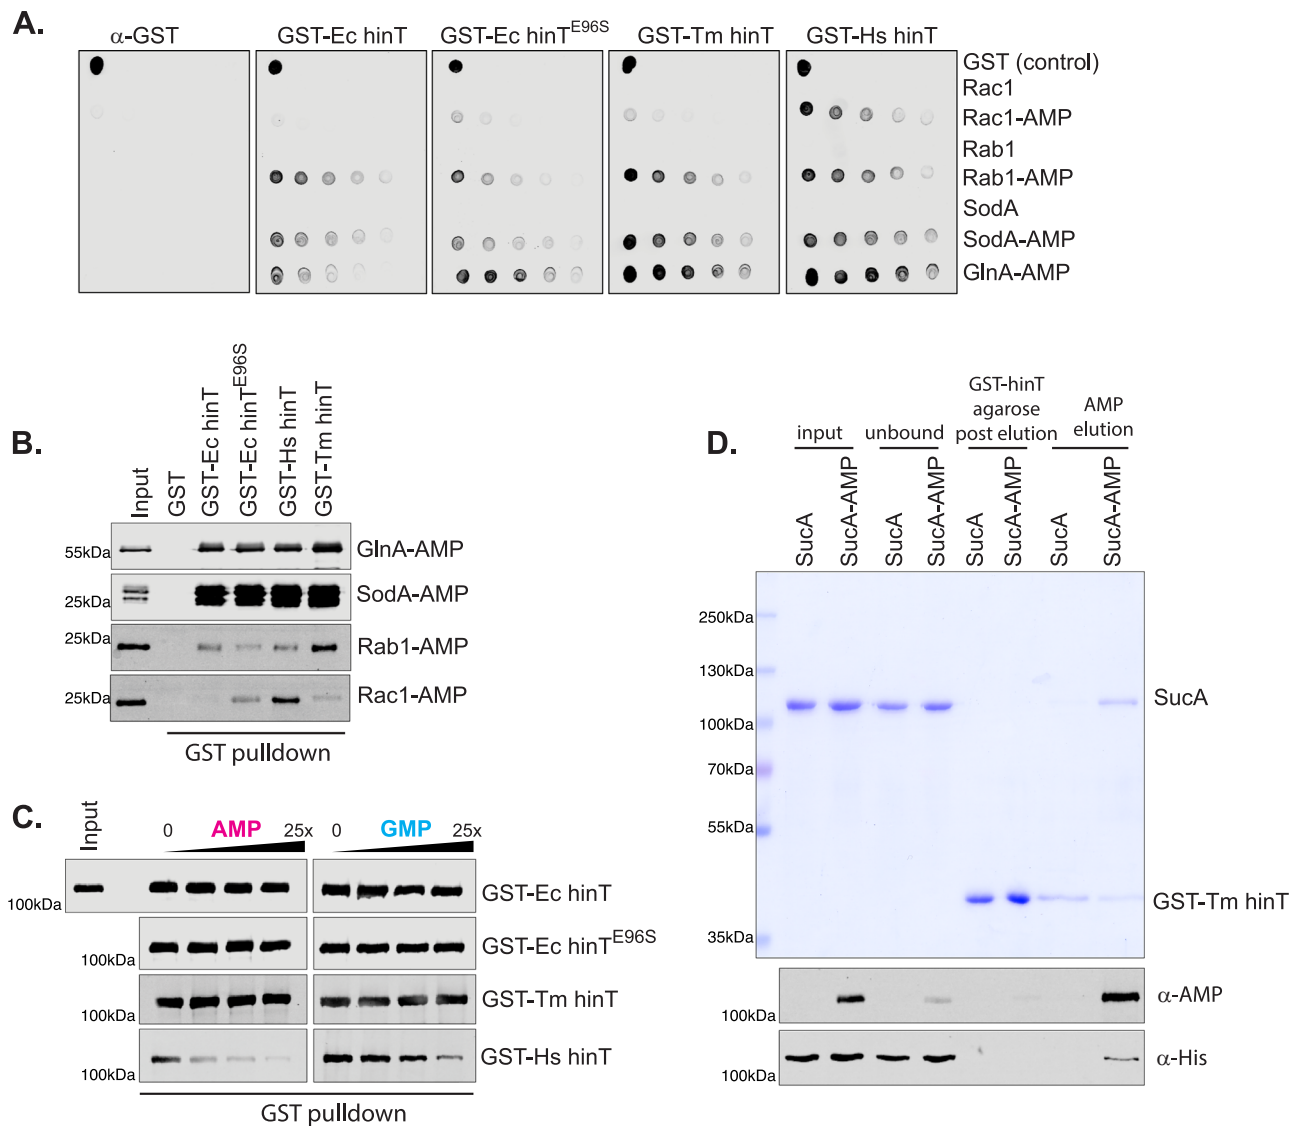 A.
α-GST
GST-Ec hinT
GST-Ec hinT^E96S
GST-Tm hinT
GST-Hs hinT
GST (control)
Rac1
Rac1-AMP
Rab1
Rab1-AMP
SodA
SodA-AMP
GlnA-AMP
B.
Input
GST
GST-Ec hinT
GST-Ec hinT^E96S
GST-Hs hinT
GST-Tm hinT
55kDa
GlnA-AMP
25kDa
SodA-AMP
25kDa
Rab1-AMP
25kDa
Rac1-AMP
GST pulldown
C.
Input
0 AMP 25x
0 GMP 25x
100kDa
GST-Ec hinT
100kDa
GST-Ec hinT^E96S
100kDa
GST-Tm hinT
100kDa
GST-Hs hinT
GST pulldown
D.
input
unbound
GST-hinT
agarose
post elution
AMP
elution
SucA
SucA-AMP
SucA
SucA-AMP
SucA
SucA-AMP
SucA
SucA-AMP
250kDa
130kDa
SucA
100kDa
70kDa
55kDa
GST-Tm hinT
35kDa
α-AMP
100kDa
α-His
100kDa